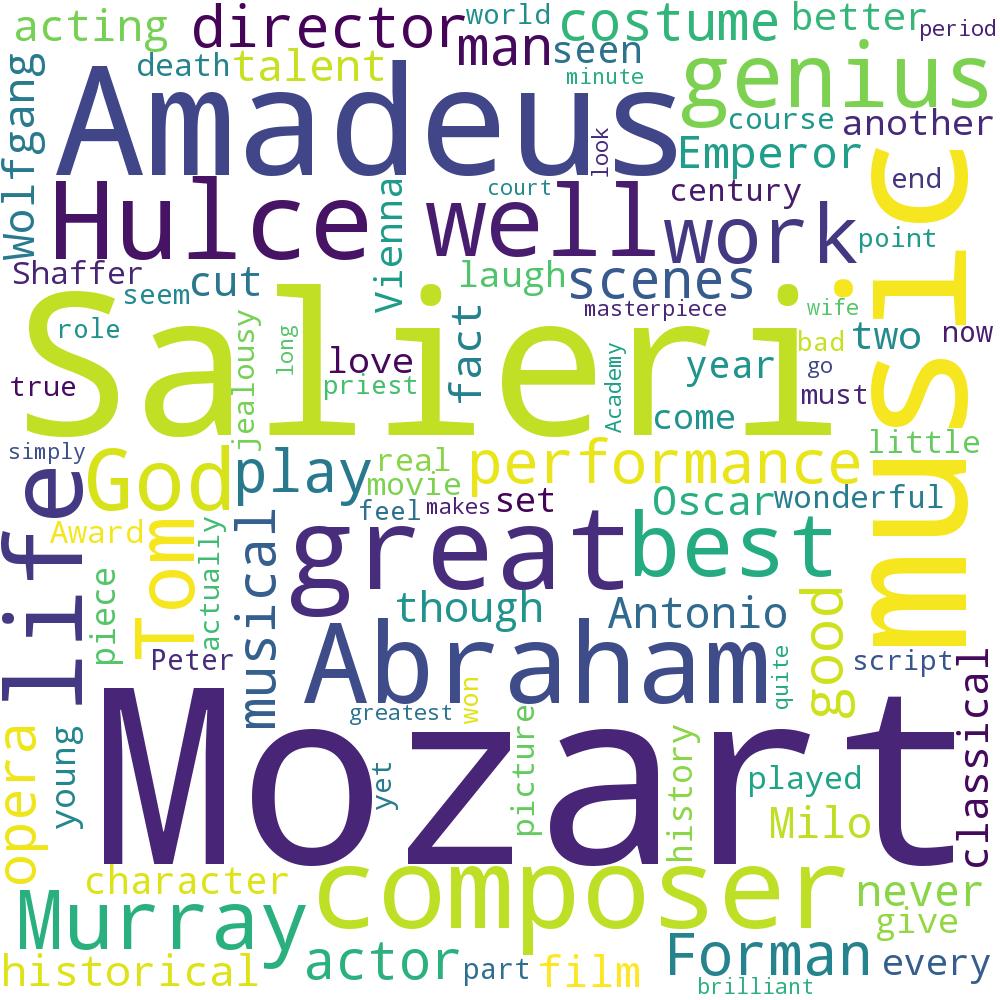 acting
director
world
costume
better
period
man
seen
Wolfgang
death
talent
minute
genius
Amadeus
course
another
look
Emperor
music
end
Hulce
Vienna
court
well
century
work
point
Shaffer
seem
cut
laugh
scenes
masterpiece
wife
role
jealousy
long
love
fact
Academy
year
bad
two
now
Salieri
true
priest
go
must
come
simply
little
life
God
play
real
movie
performance
feel
makes
set
Oscar
wonderful
Award
Tom
actually
musical
great
best
piece
though
Antonio
good
Peter
Abraham
quite
script
classical
greatest
won
opera
young
Mozart
yet
picture
history
played
Milo
character
composer
never
give
Murray
actor
historical
part
film
Forman
every
brilliant